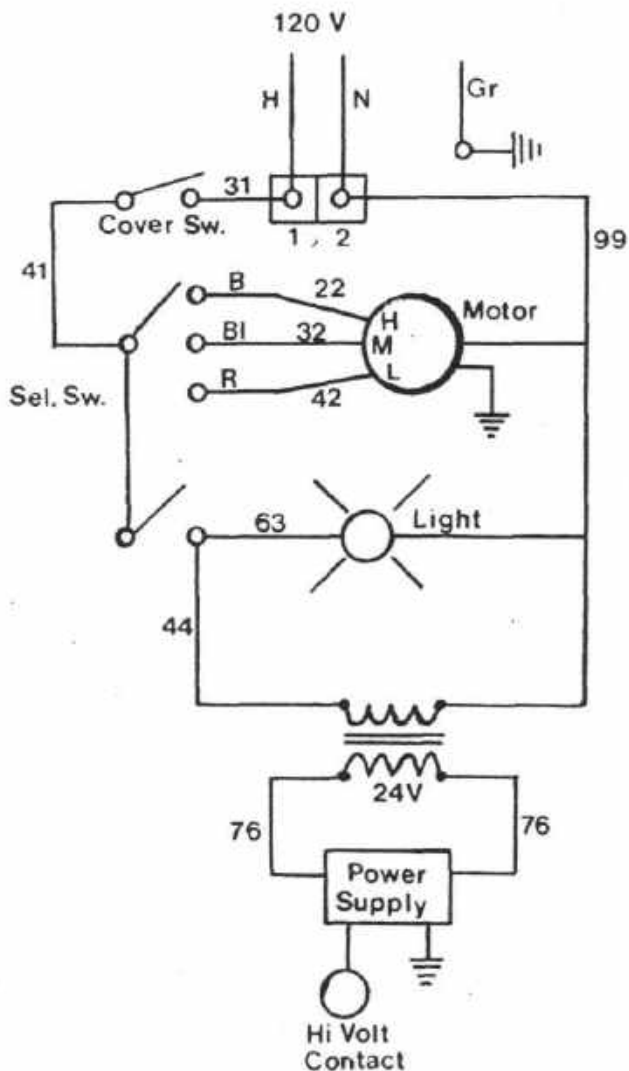 120 V
H
N
Gr
31
Cover Sw.
1, 2
99
41
B
22
H
Motor
Bl
32
M
Sel. Sw.
R
42
L
63
Light
44
24V
76
76
Power
Supply
Hi Volt
Contact